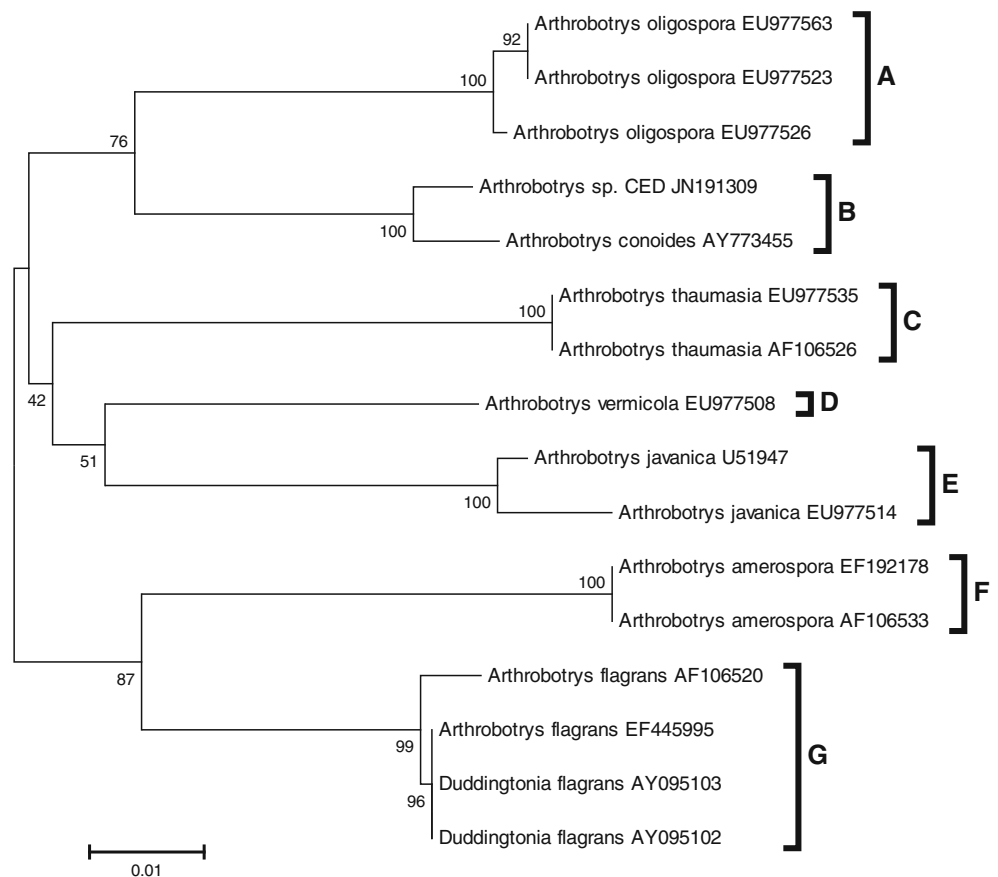 Arthrobotrys oligospora EU977563
92
Arthrobotrys oligospora EU977523
A
100
Arthrobotrys oligospora EU977526
76
Arthrobotrys sp. CED JN191309
B
100
Arthrobotrys conoides AY773455
Arthrobotrys thaumasia EU977535
100
C
Arthrobotrys thaumasia AF106526
42
Arthrobotrys vermicola EU977508
D
51
Arthrobotrys javanica U51947
E
100
Arthrobotrys javanica EU977514
Arthrobotrys amerospora EF192178
100
F
Arthrobotrys amerospora AF106533
87
Arthrobotrys flagrans AF106520
Arthrobotrys flagrans EF445995
99
G
Duddingtonia flagrans AY095103
96
Duddingtonia flagrans AY095102
0.01